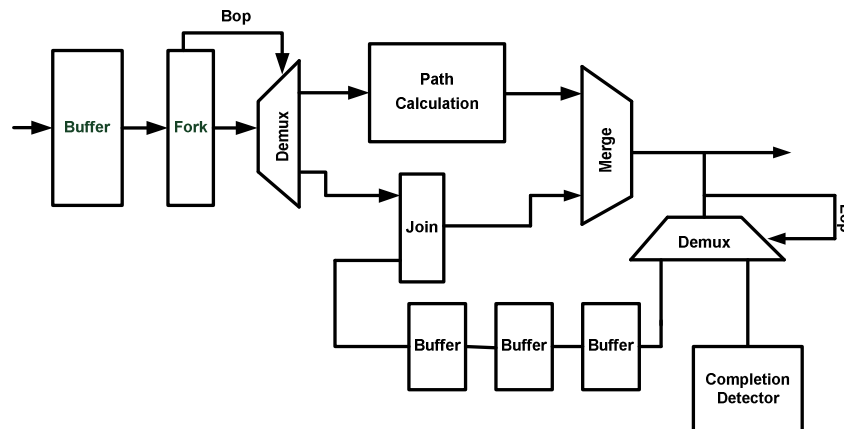 Bop
Buffer
Fork
Demux
Path
Calculation
Merge
Join
Demux
Buffer
Buffer
Buffer
Completion
Detector